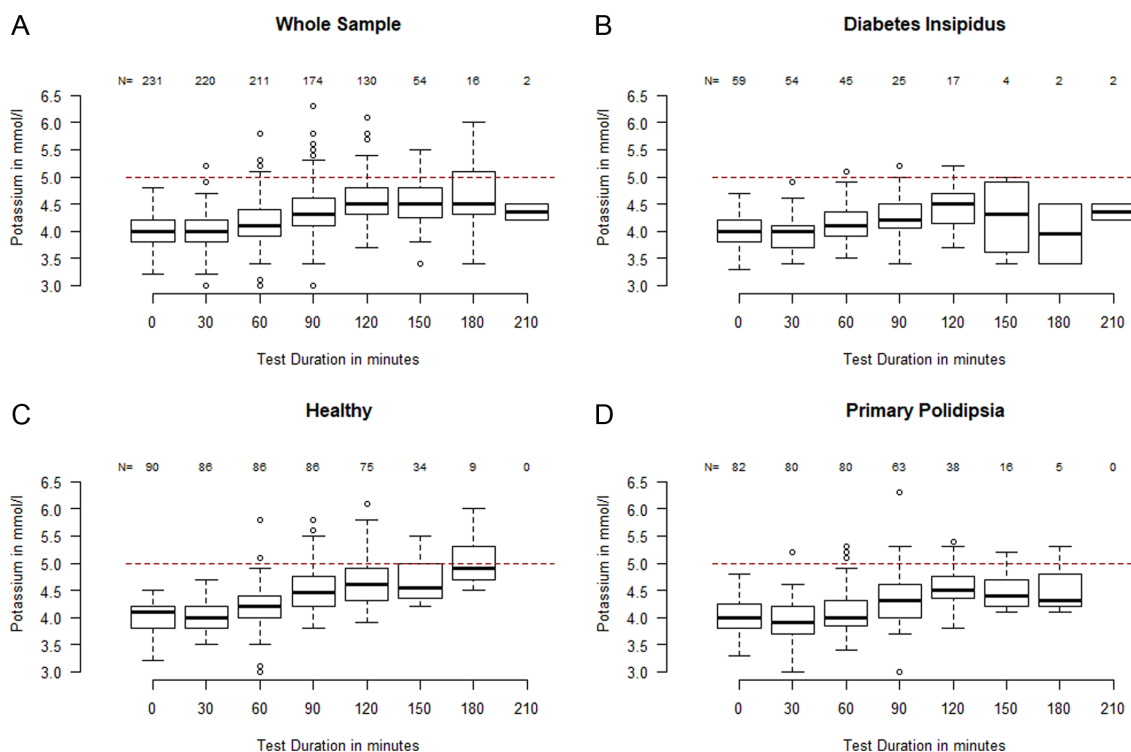 A
Whole Sample
N= 231 220 211 174 130 54 16 2
Potassium in mmol/l
6.5
6.0
5.5
5.0
4.5
4.0
3.5
3.0
0 30 60 90 120 150 180 210
Test Duration in minutes
B
Diabetes Insipidus
N= 59 54 45 25 17 4 2 2
Potassium in mmol/l
6.5
6.0
5.5
5.0
4.5
4.0
3.5
3.0
0 30 60 90 120 150 180 210
Test Duration in minutes
C
Healthy
N= 90 86 86 86 75 34 9 0
Potassium in mmol/l
6.5
6.0
5.5
5.0
4.5
4.0
3.5
3.0
0 30 60 90 120 150 180 210
Test Duration in minutes
D
Primary Polidipsia
N= 82 80 80 63 38 16 5 0
Potassium in mmol/l
6.5
6.0
5.5
5.0
4.5
4.0
3.5
3.0
0 30 60 90 120 150 180 210
Test Duration in minutes